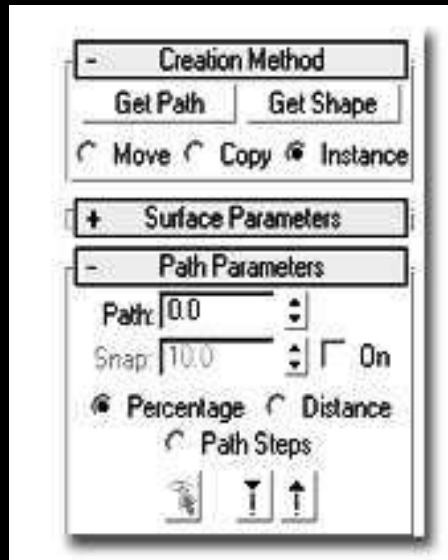 - Creation Method
Get Path Get Shape
Move Copy Instance
+ Surface Parameters
- Path Parameters
Path: 0.0
Snap: 10.0 On
Percentage Distance
Path Steps